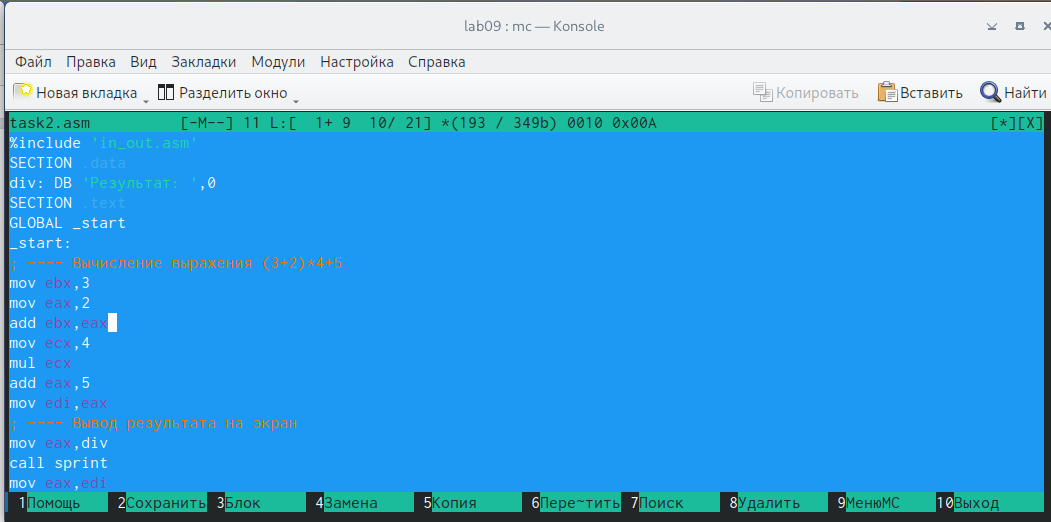 lab09 : mc — Konsole
Файл Правка Вид Закладки Модули Настройка Справка
Новая вкладка Разделить окно Копировать Вставить Найти
task2.asm [-M--] 11 L:[ 1+ 9 10/ 21] *(193 / 349b) 0010 0x00A [*][X]
%include 'in_out.asm'
SECTION .data
div: DB 'Результат: ',0
SECTION .text
GLOBAL _start
_start:
; ---- Вычисление выражения (3+2)*4+5
mov ebx,3
mov eax,2
add ebx,eax
mov ecx,4
mul ecx
add eax,5
mov edi,eax
; ---- Вывод результата на экран
mov eax,div
call sprint
mov eax,edi
1Помощь 2Сохранить 3Блок 4Замена 5Копия 6Пере~тить 7Поиск 8Удалить 9МенюMC 10Выход